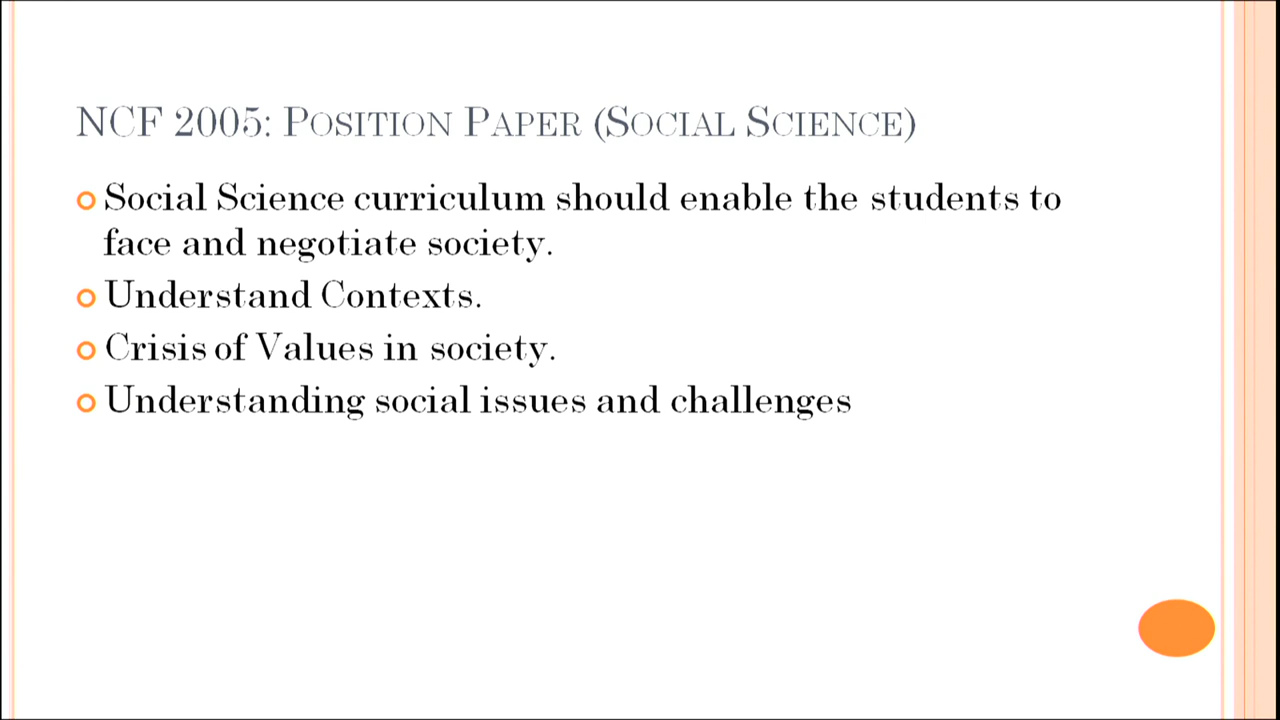 NCF 2005: Position Paper (Social Science)
Social Science curriculum should enable the students to
face and negotiate society.
Understand Contexts.
Crisis of Values in society.
Understanding social issues and challenges